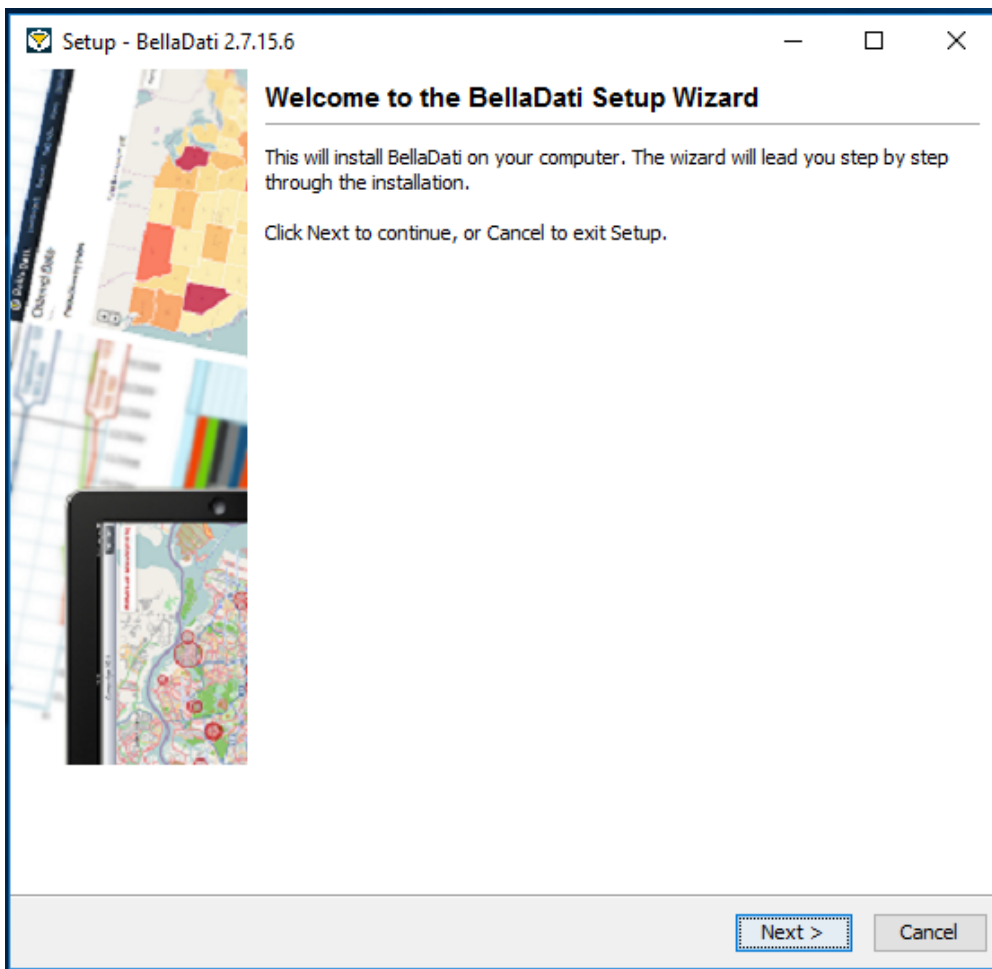 Setup - BellaDati 2.7.15.6
Welcome to the BellaDati Setup Wizard
This will install BellaDati on your computer. The wizard will lead you step by step
through the installation.
Click Next to continue, or Cancel to exit Setup.
Next >
Cancel